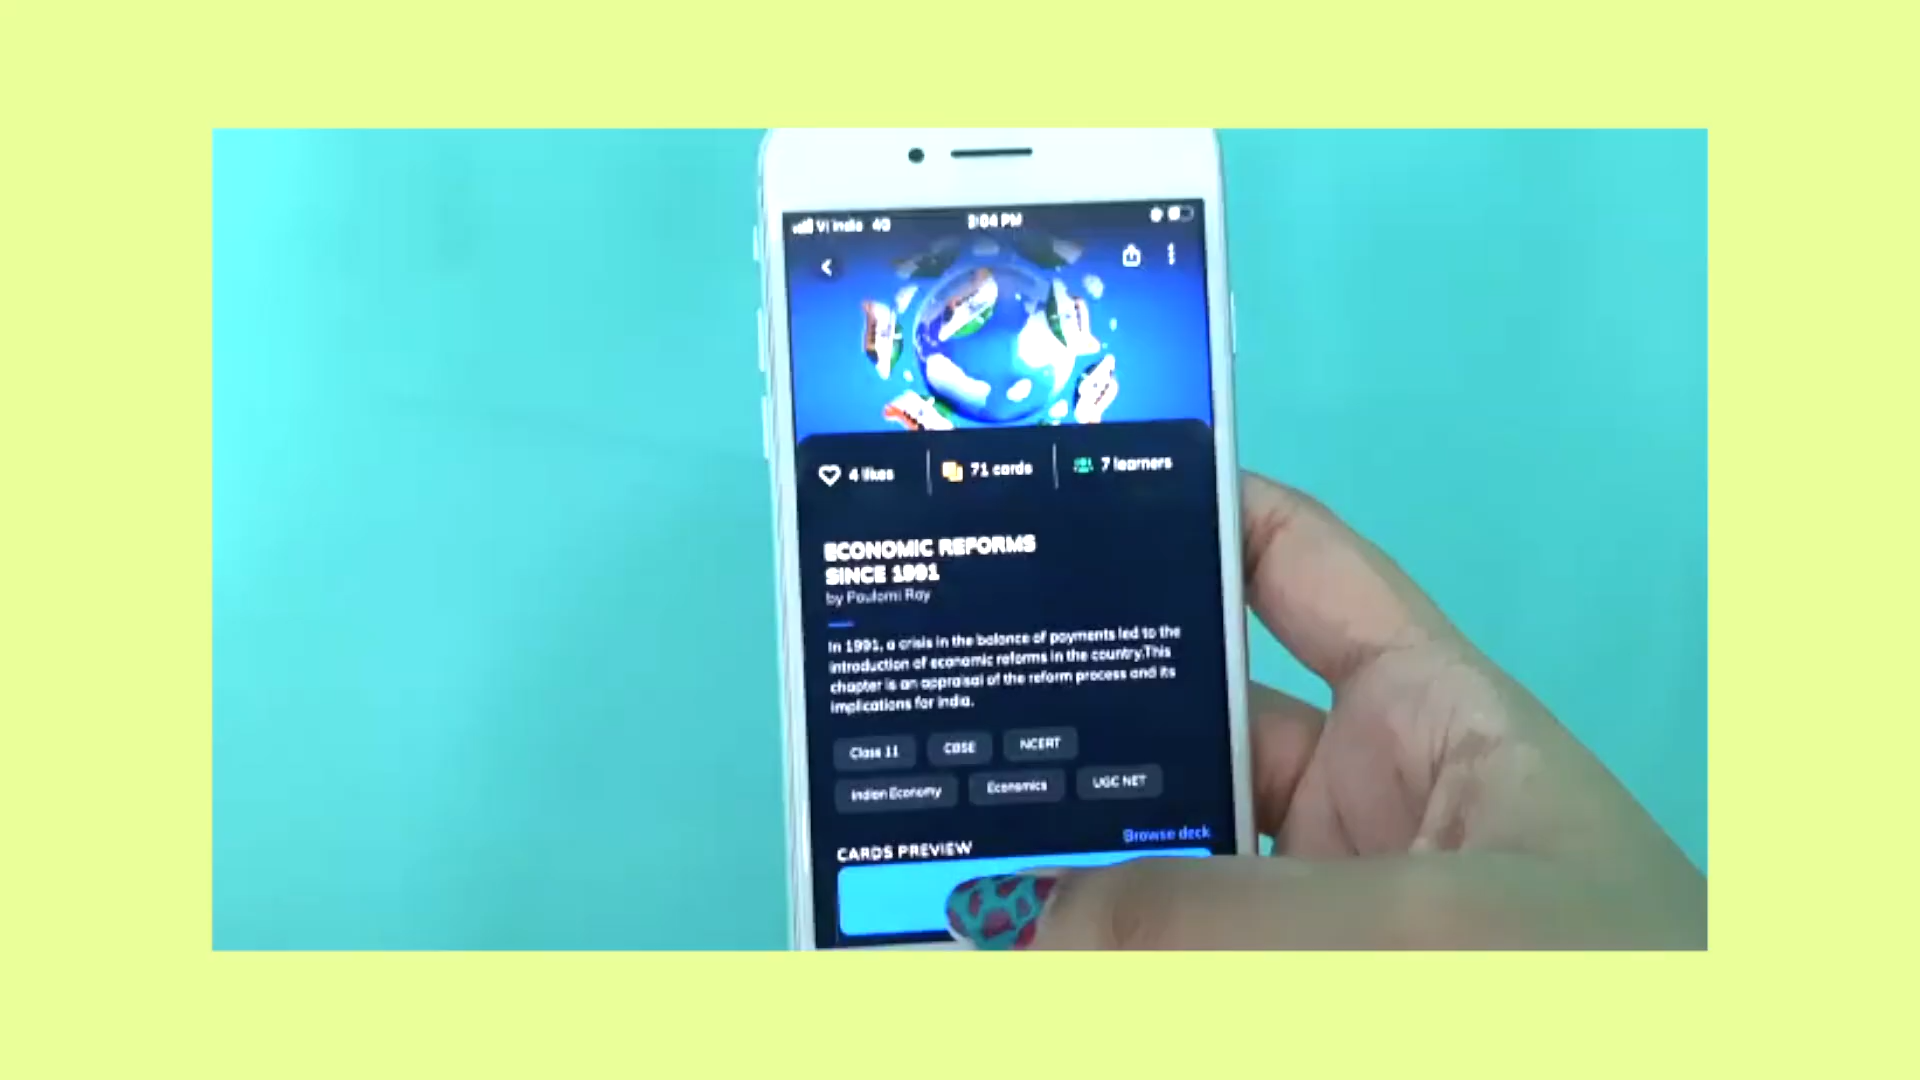 Vi India 4G
3:04 PM
4 likes
71 cards
7 learners
ECONOMIC REFORMS
SINCE 1991
by Poulomi Roy
In 1991, a crisis in the balance of payments led to the
introduction of economic reforms in the country.This
chapter is an appraisal of the reform process and its
implications for India.
Class 11
CBSE
NCERT
Indian Economy
Economics
UGC NET
CARDS PREVIEW
Browse deck